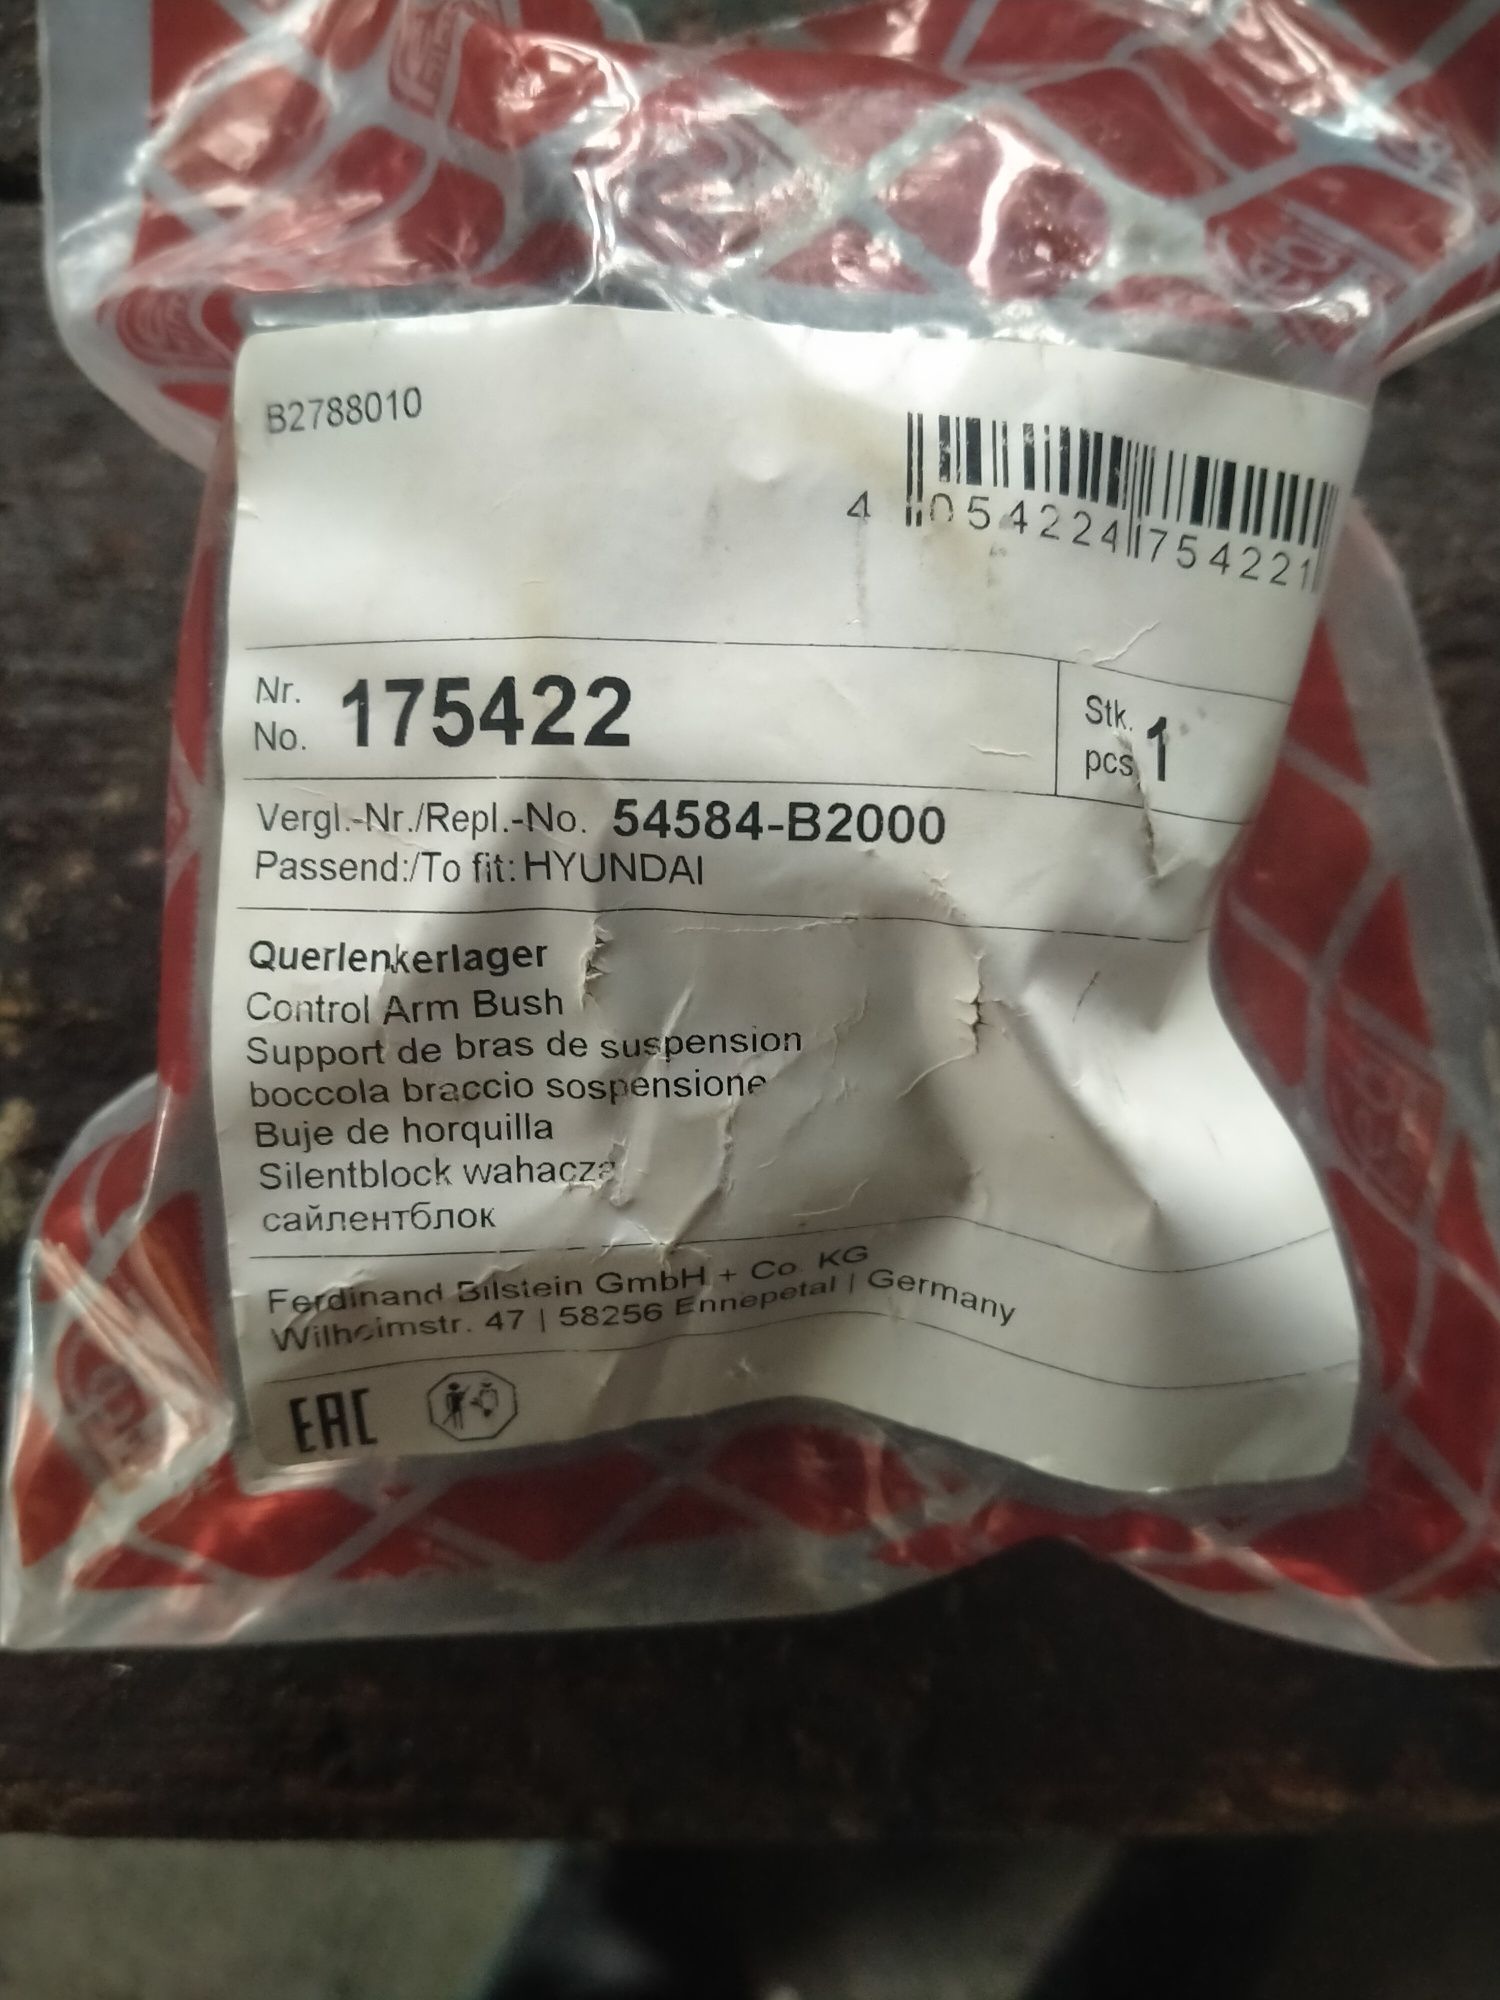 B2788010
4 054224 754221
Nr.
No. 175422
Stk.
pcs 1
Vergl.-Nr./Repl.-No. 54584-B2000
Passend:/To fit: HYUNDAI
Querlenkerlager
Control Arm Bush
Support de bras de suspension
boccola braccio sospensione
Buje de horquilla
Silentblock wahacza
сайлентблок
Ferdinand Bilstein GmbH + Co. KG
Wilhelmstr. 47 | 58256 Ennepetal | Germany
EAC